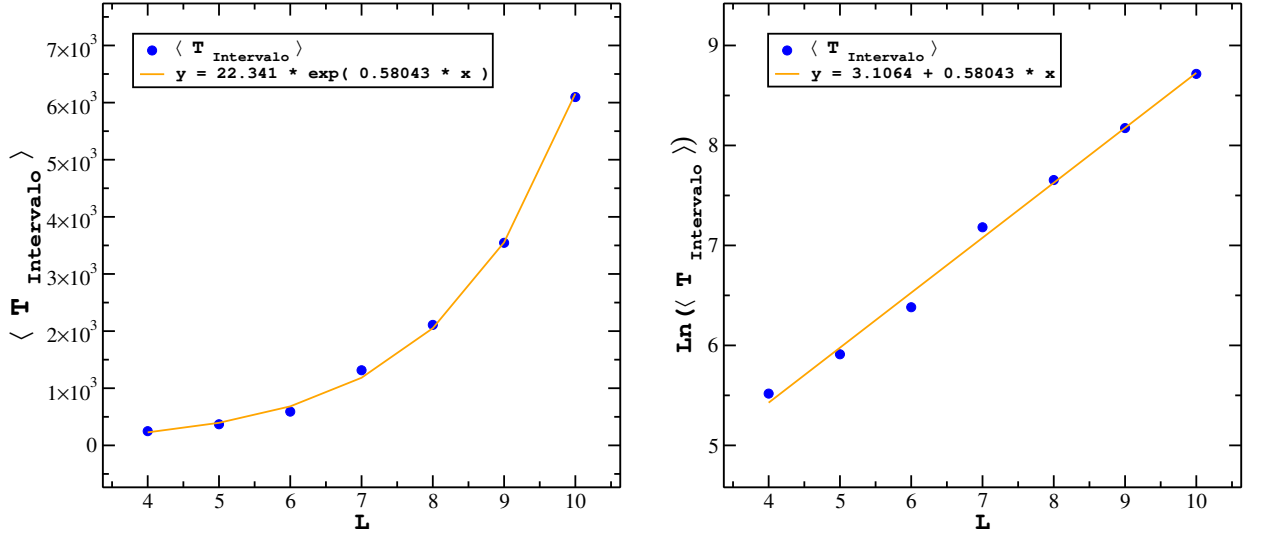 ⟨ T Intervalo ⟩
y = 22.341 * exp( 0.58043 * x )
7×10³
6×10³
5×10³
4×10³
3×10³
2×10³
1×10³
0
⟨ T Intervalo ⟩
4 5 6 7 8 9 10
L
⟨ T Intervalo ⟩
y = 3.1064 + 0.58043 * x
9
8
7
6
5
Ln(⟨ T Intervalo ⟩)
4 5 6 7 8 9 10
L